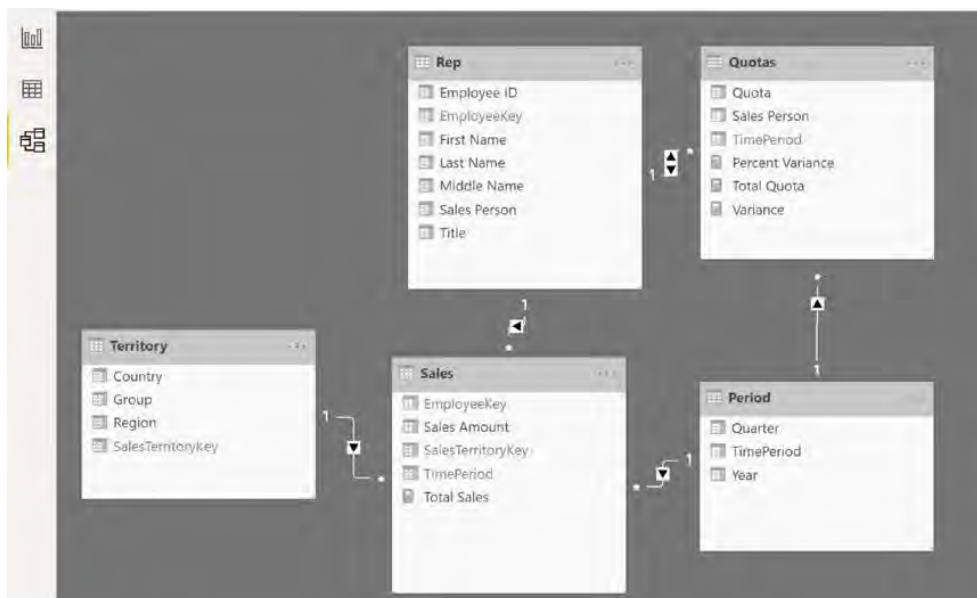 Rep
Employee ID
EmployeeKey
First Name
Last Name
Middle Name
Sales Person
Title
1
*
Quotas
Quota
Sales Person
TimePeriod
Percent Variance
Total Quota
Variance
*
1
1
*
Territory
Country
Group
Region
SalesTerritoryKey
1
*
Sales
EmployeeKey
Sales Amount
SalesTerritoryKey
TimePeriod
Total Sales
*
1
Period
Quarter
TimePeriod
Year